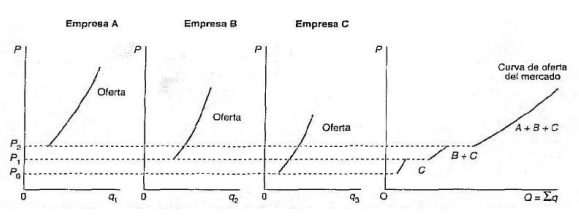 Empresa A
Empresa B
Empresa C
P
P
P
P
Oferta
Oferta
Oferta
Curva de oferta
del mercado
A + B + C
B + C
C
P₂
P₁
P₀
0
q₁
0
q₂
0
q₃
O
Q = Σq